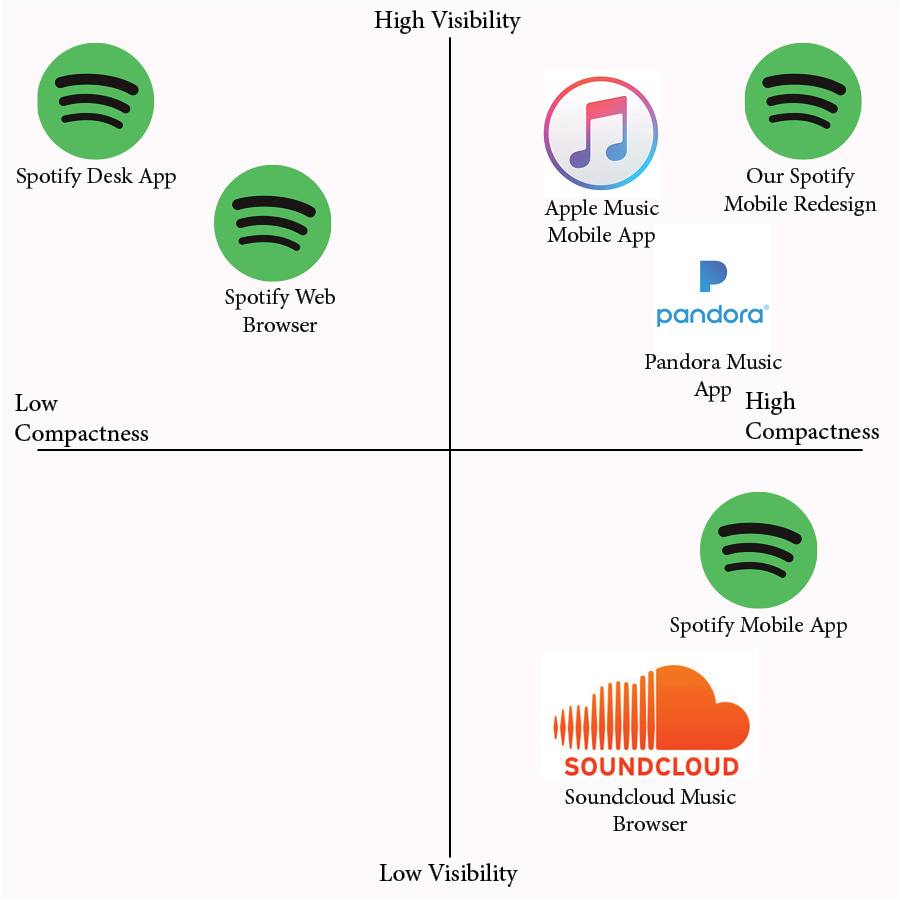 High Visibility
Spotify Desk App
Apple Music
Mobile App
Our Spotify
Mobile Redesign
Spotify Web
Browser
pandora®
Pandora Music
App
Low
Compactness
High
Compactness
Spotify Mobile App
SOUNDCLOUD
Soundcloud Music
Browser
Low Visibility